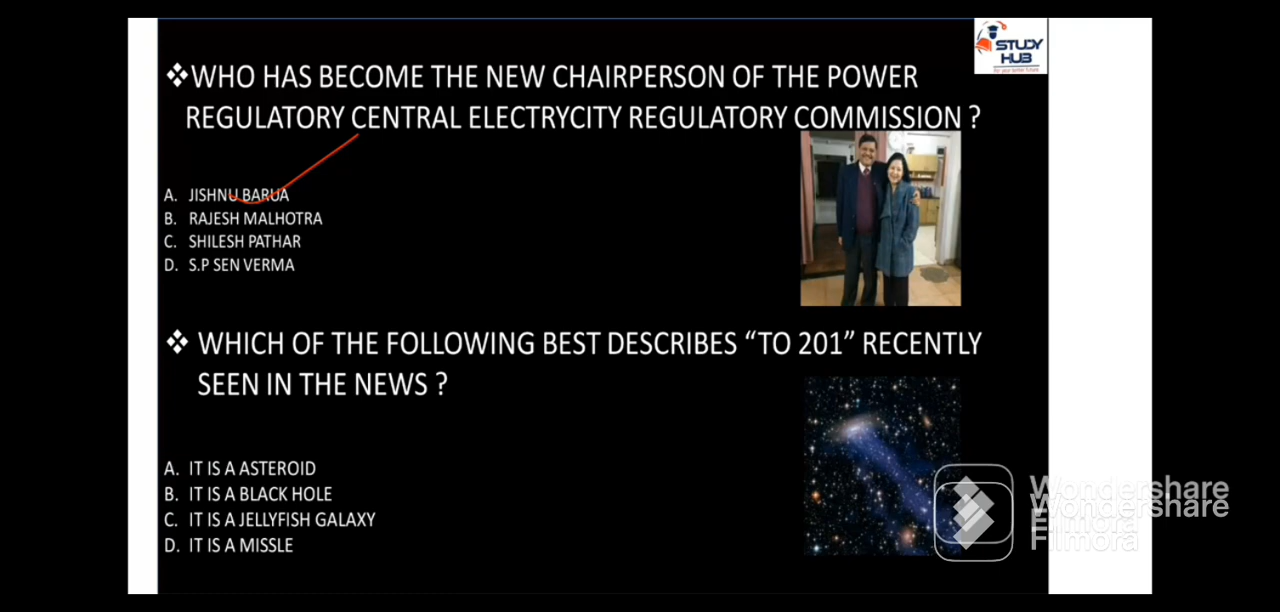 STUDY
HUB
❖WHO HAS BECOME THE NEW CHAIRPERSON OF THE POWER
REGULATORY CENTRAL ELECTRYCITY REGULATORY COMMISSION ?
A. JISHNU BARUA
B. RAJESH MALHOTRA
C. SHILESH PATHAR
D. S.P SEN VERMA
❖ WHICH OF THE FOLLOWING BEST DESCRIBES “TO 201” RECENTLY
SEEN IN THE NEWS ?
A. IT IS A ASTEROID
B. IT IS A BLACK HOLE
C. IT IS A JELLYFISH GALAXY
D. IT IS A MISSLE
Wondershare
Wondershare
Filmora
Filmora